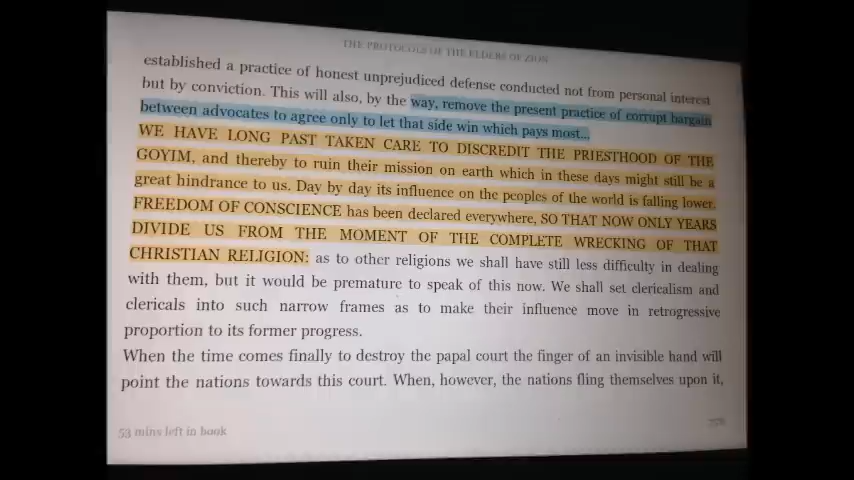 THE PROTOCOLS OF THE ELDERS OF ZION
established a practice of honest unprejudiced defense conducted not from personal interest
but by conviction. This will also, by the way, remove the present practice of corrupt bargain
between advocates to agree only to let that side win which pays most...
WE HAVE LONG PAST TAKEN CARE TO DISCREDIT THE PRIESTHOOD OF THE
GOYIM, and thereby to ruin their mission on earth which in these days might still be a
great hindrance to us. Day by day its influence on the peoples of the world is falling lower.
FREEDOM OF CONSCIENCE has been declared everywhere, SO THAT NOW ONLY YEARS
DIVIDE US FROM THE MOMENT OF THE COMPLETE WRECKING OF THAT
CHRISTIAN RELIGION: as to other religions we shall have still less difficulty in dealing
with them, but it would be premature to speak of this now. We shall set clericalism and
clericals into such narrow frames as to make their influence move in retrogressive
proportion to its former progress.
When the time comes finally to destroy the papal court the finger of an invisible hand will
point the nations towards this court. When, however, the nations fling themselves upon it,
53 mins left in book